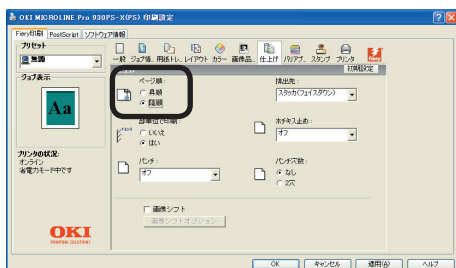 OKI MICROLINE Pro 930PS-X(PS) 印刷設定
Fiery印刷 PostScript ソフトウェア情報
プリセット
無題
ジョブ表示
Aa
プリンタの状況:
オンライン
省電力モード中です
OKI
PRINTING SOLUTIONS
一般 ジョブ情.. 用紙トレ.. レイアウト カラー 画像品.. 仕上げ バリアブ.. スタンプ プリンタ Fiery
初期設定
ページ順:
昇順
降順
排出先:
スタッカ(フェイスダウン)
部単位で印刷:
いいえ
はい
ホチキス止め:
オフ
パンチ:
オフ
パンチ穴数:
なし
2穴
画像シフト
画像シフトオプション
OK キャンセル 適用(A) ヘルプ